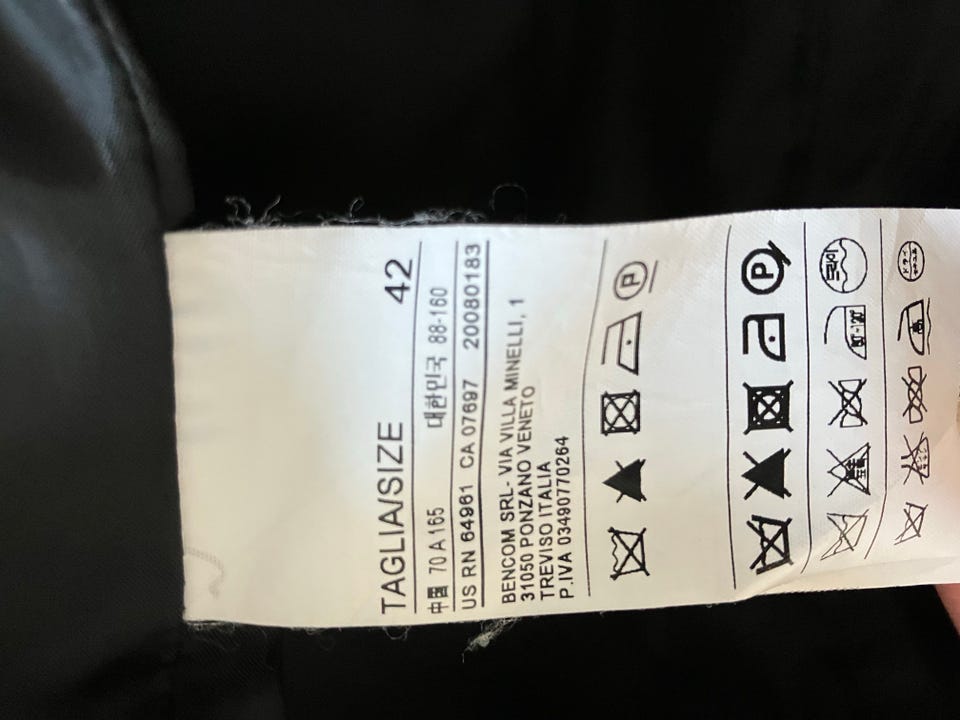 TAGLIA/SIZE 42
中國 70 A 165 대한민국 88-160
US RN 64961 CA 07697 20080183
BENCOM SRL- VIA VILLA MINELLI, 1
31050 PONZANO VENETO
TREVISO ITALIA
P.IVA 03490770264
P
P